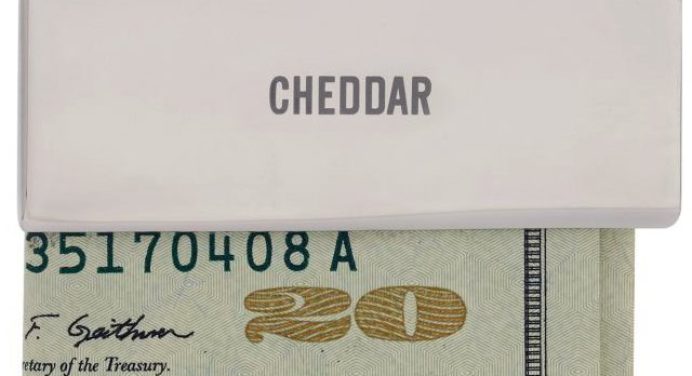 CHEDDAR
35170408 A
F. Geithner
20
etary of the Treasury.